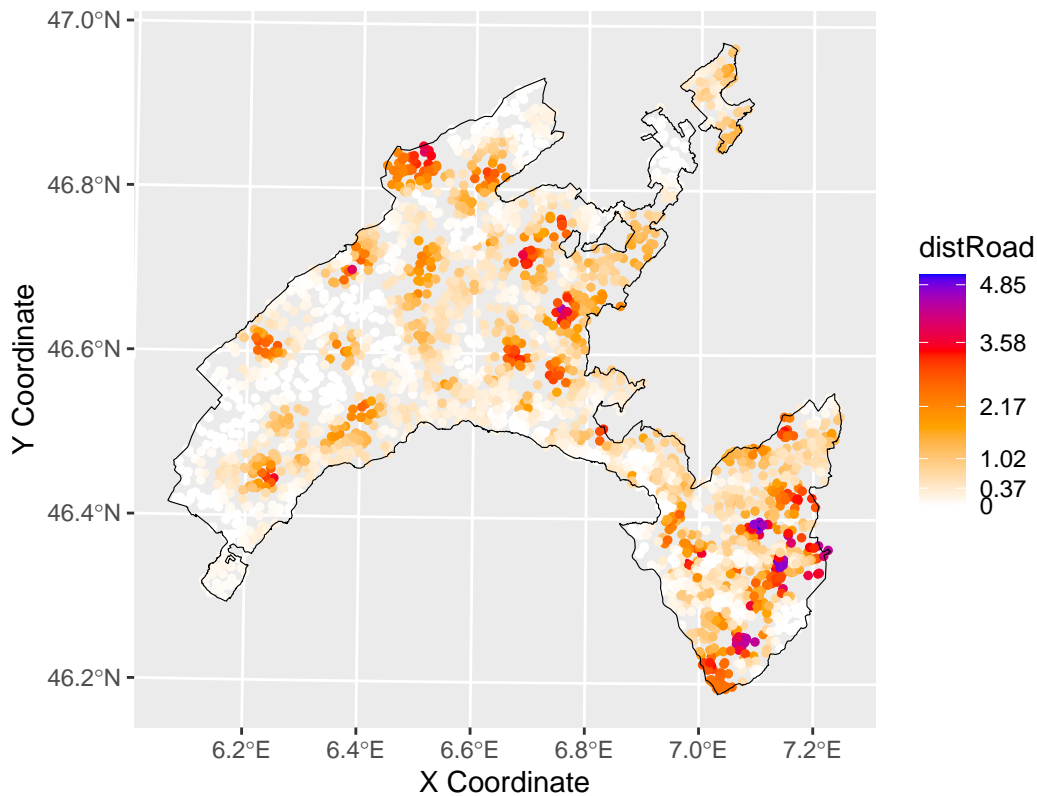 47.0°N
46.8°N
46.6°N
46.4°N
46.2°N
Y Coordinate
6.2°E 6.4°E 6.6°E 6.8°E 7.0°E 7.2°E
X Coordinate
distRoad
4.85
3.58
2.17
1.02
0.37
0